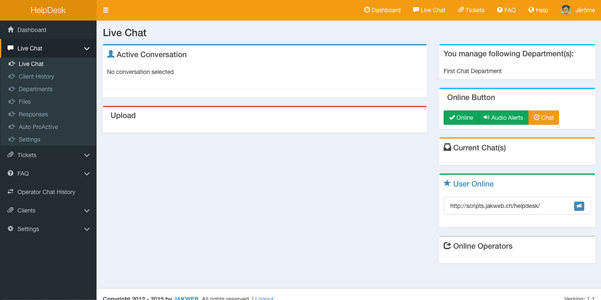 HelpDesk
Dashboard Live Chat Tickets FAQ Help Jérôme
Dashboard
Live Chat
Live Chat
Client History
Departments
Files
Responses
Auto ProActive
Settings
Tickets
FAQ
Operator Chat History
Clients
Settings
Live Chat
Active Conversation
No conversation selected
Upload
You manage following Department(s):
First Chat Department
Online Button
Online Audio Alerts Chat
Current Chat(s)
User Online
http://scripts.jakweb.ch/helpdesk/
Online Operators
Copyright 2012 - 2015 by JAKWEB. All rights reserved. | Logout
Version: 1.1